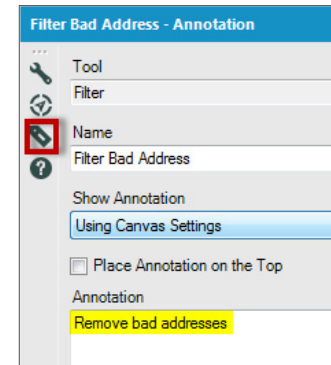 Filter Bad Address - Annotation
Tool
Filter
Name
Filter Bad Address
Show Annotation
Using Canvas Settings
Place Annotation on the Top
Annotation
Remove bad addresses